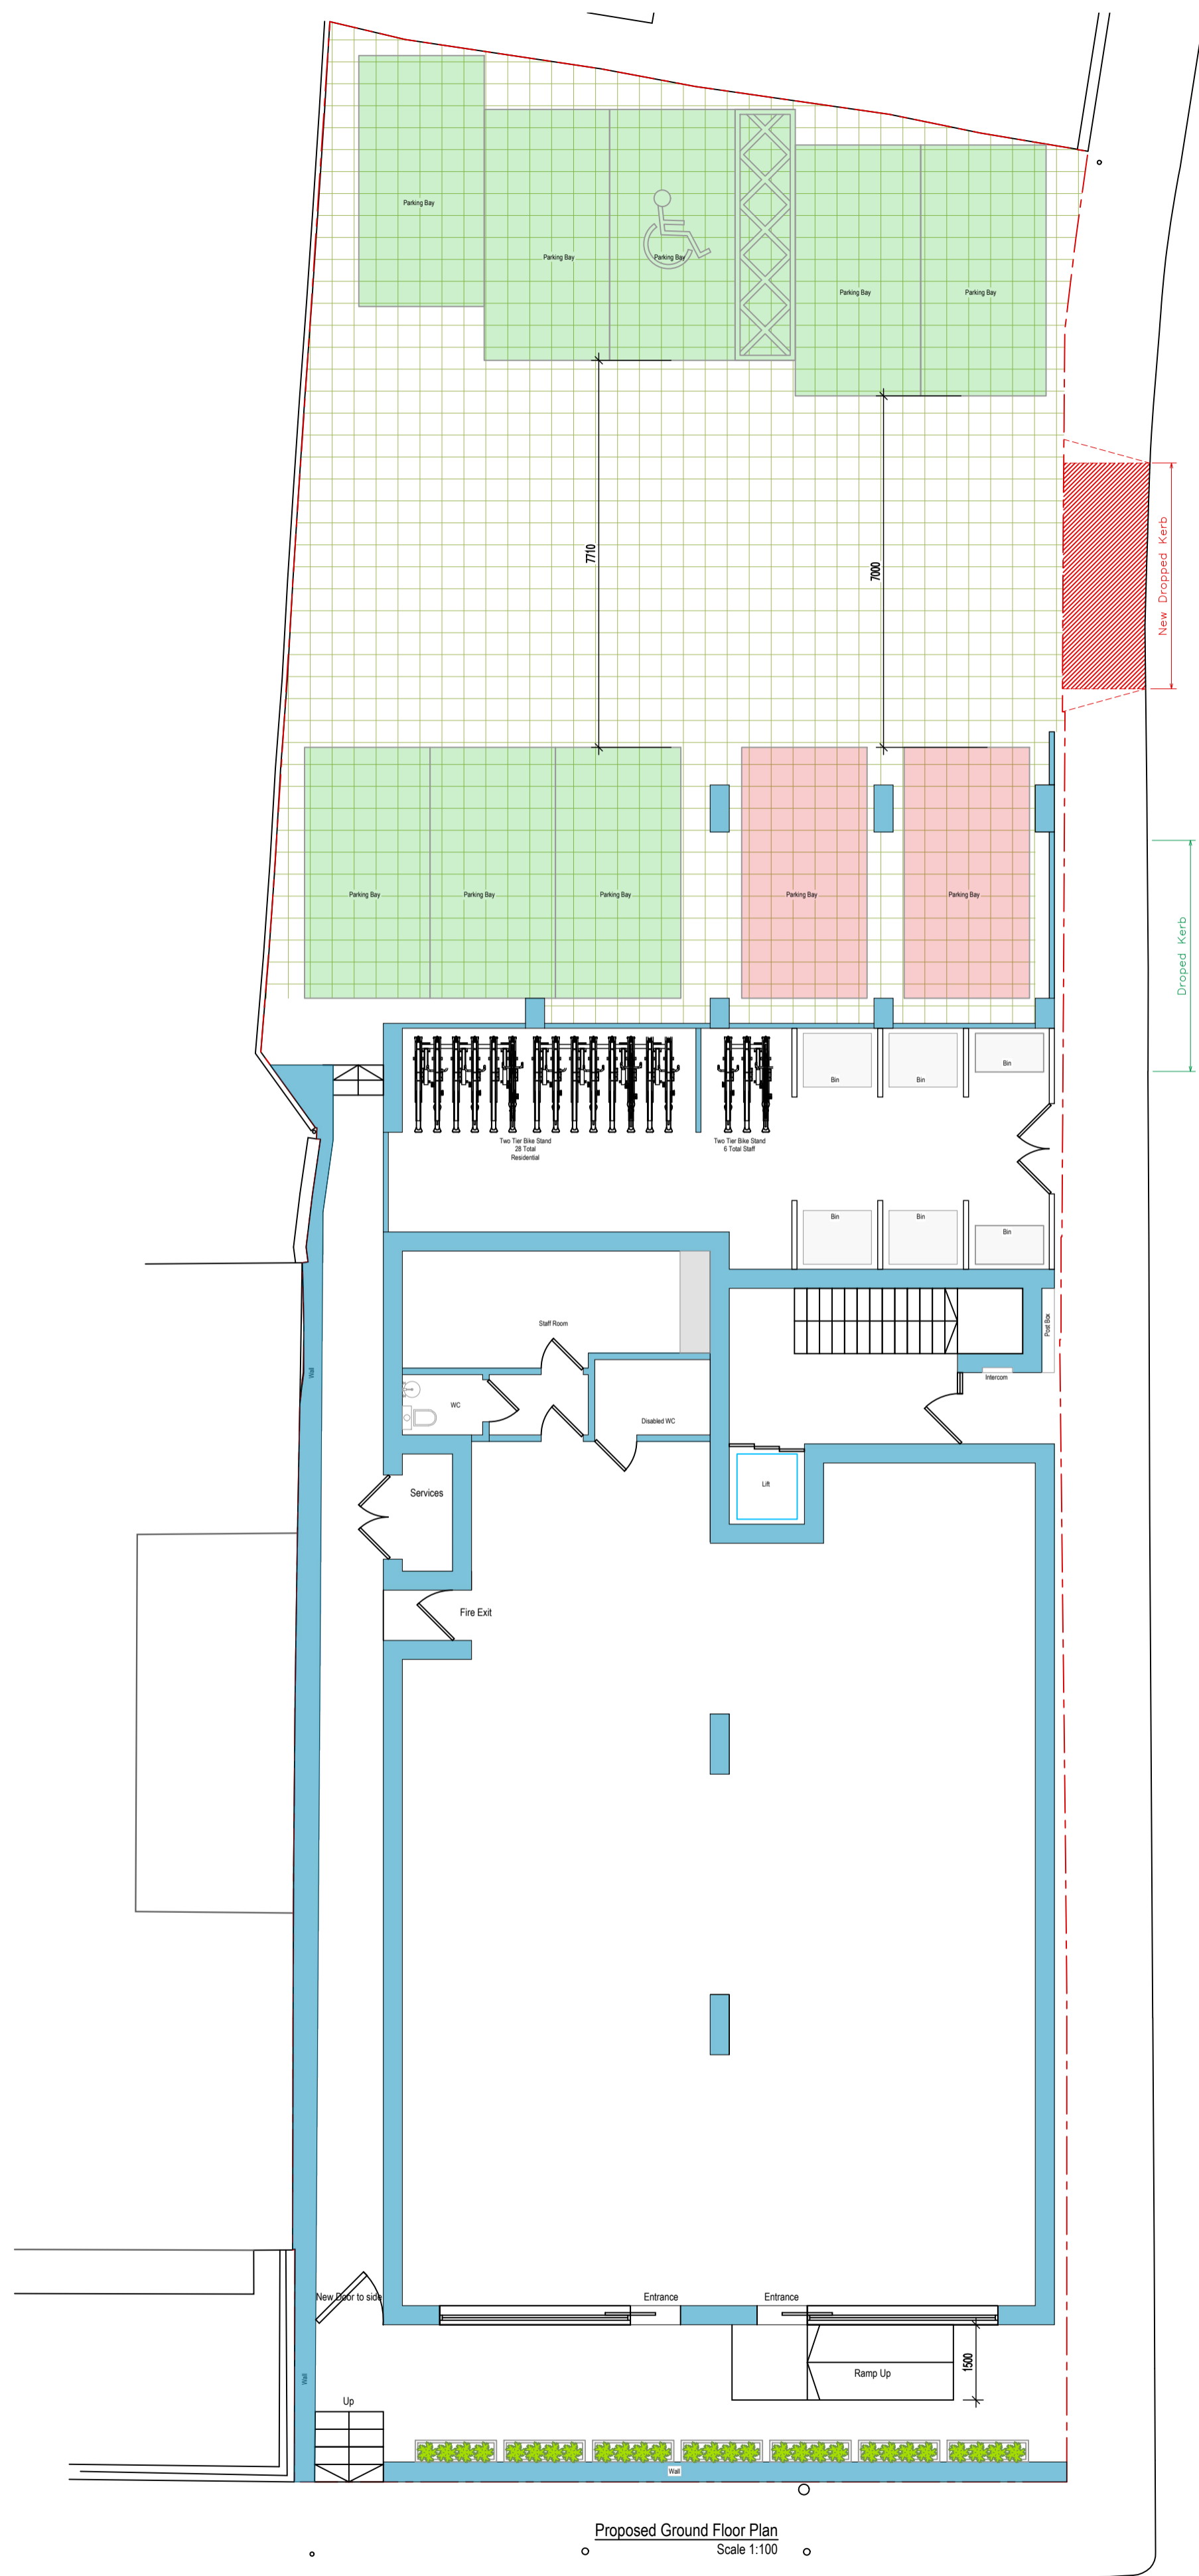 Parking Bay
Parking Bay
Parking Bay
Parking Bay
Parking Bay
7710
7000
New Dropped Kerb
Parking Bay
Parking Bay
Parking Bay
Parking Bay
Parking Bay
Droped Kerb
Bin
Bin
Bin
Two Tier Bike Stand
28 Total
Residential
Two Tier Bike Stand
6 Total Staff
Bin
Bin
Bin
Staff Room
Post Box
Intercom
Wall
WC
Disabled WC
Lift
Services
Fire Exit
New Door to side
Entrance
Entrance
1500
Ramp Up
Wall
Up
Wall
Proposed Ground Floor Plan
Scale 1:100